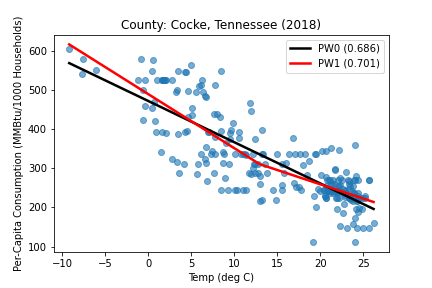 County: Cocke, Tennessee (2018)
PW0 (0.686)
PW1 (0.701)
Per-Capita Consumption (MMBtu/1000 Households)
600
500
400
300
200
100
−10 −5 0 5 10 15 20 25
Temp (deg C)